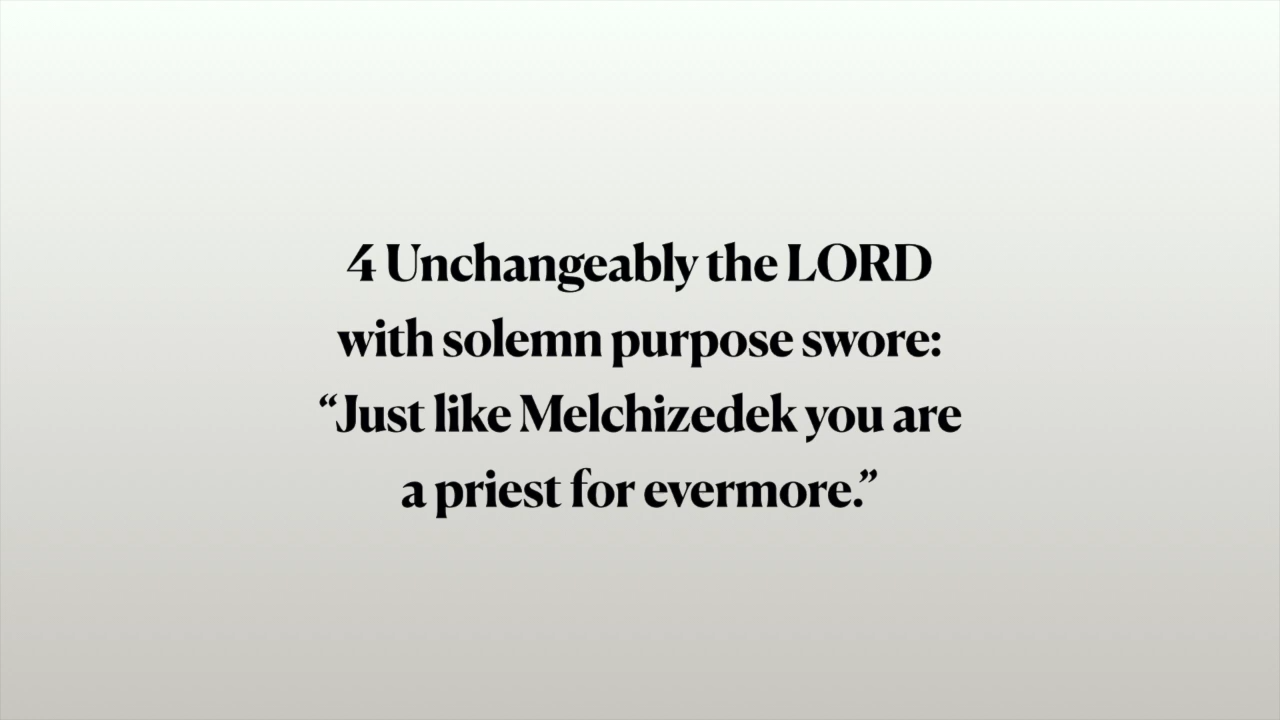 4 Unchangeably the LORD
with solemn purpose swore:
“Just like Melchizedek you are
a priest for evermore.”